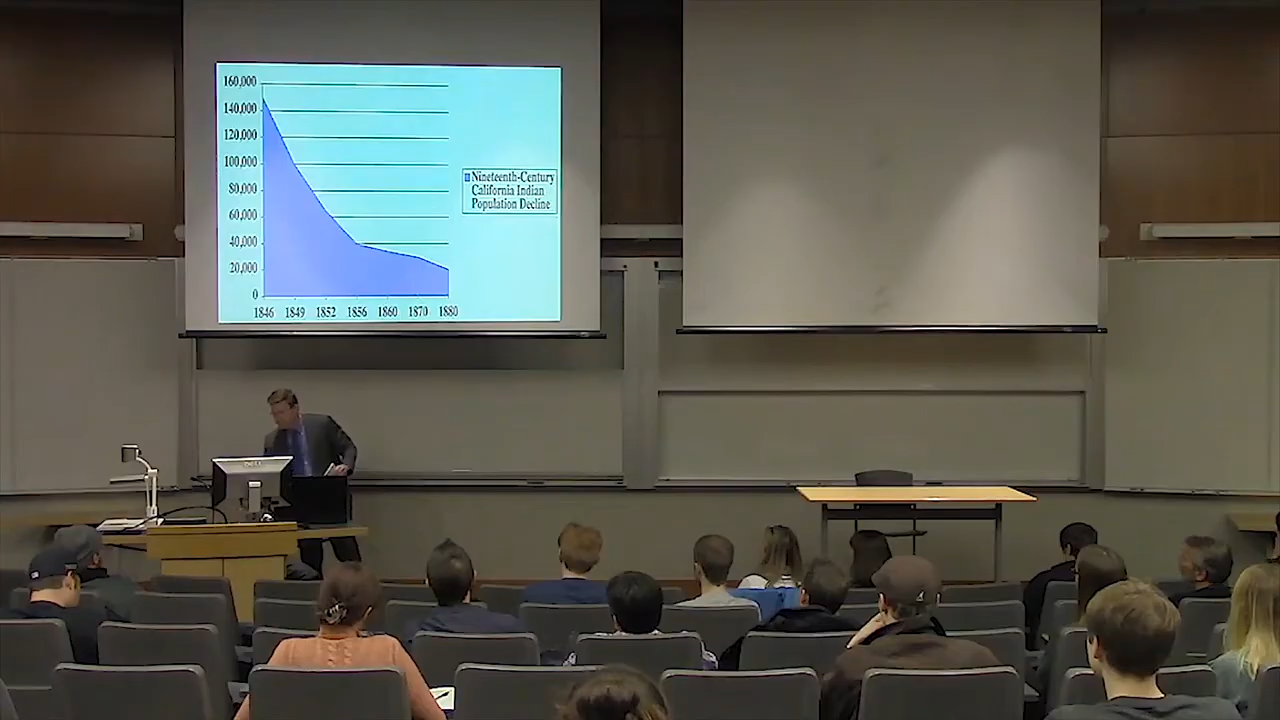 160,000
140,000
120,000
100,000
80,000
60,000
40,000
20,000
0
1846 1849 1852 1856 1860 1870 1880
Nineteenth-Century
California Indian
Population Decline
DELL